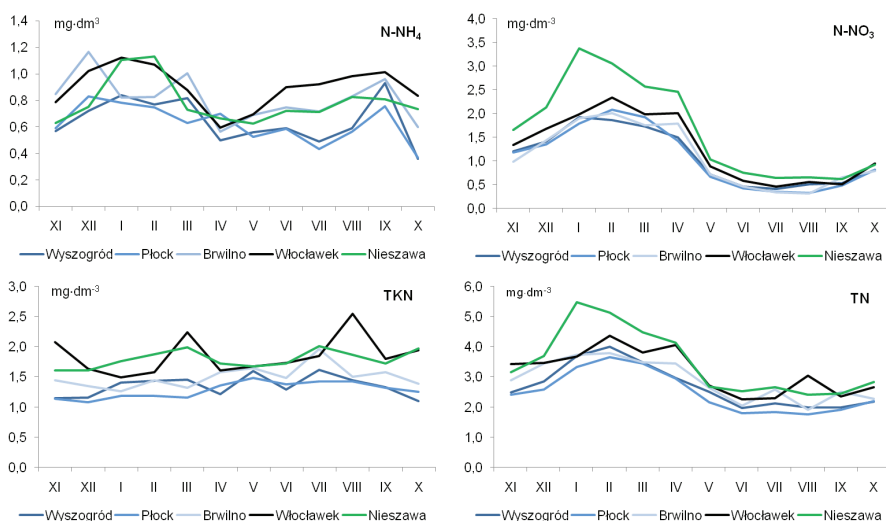 mg·dm-3
N-NH4
1,4
1,2
1,0
0,8
0,6
0,4
0,2
0,0
XI XII I II III IV V VI VII VIII IX X
Wyszogród Płock Brwilno Włocławek Nieszawa
mg·dm-3
N-NO3
4,0
3,5
3,0
2,5
2,0
1,5
1,0
0,5
0,0
XI XII I II III IV V VI VII VIII IX X
Wyszogród Płock Brwilno Włocławek Nieszawa
mg·dm-3
TKN
3,0
2,5
2,0
1,5
1,0
0,5
0,0
XI XII I II III IV V VI VII VIII IX X
Wyszogród Płock Brwilno Włocławek Nieszawa
mg·dm-3
TN
6,0
5,0
4,0
3,0
2,0
1,0
0,0
XI XII I II III IV V VI VII VIII IX X
Wyszogród Płock Brwilno Włocławek Nieszawa